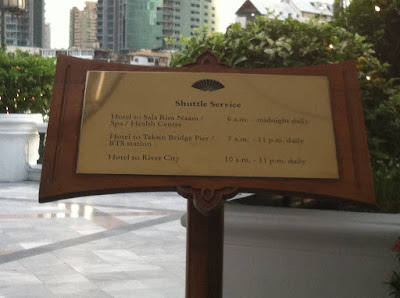 Shuttle Service
Hotel to Sala Rim Naam / 6 a.m. - midnight daily
Spa / Health Centre
Hotel to Taksin Bridge Pier / 7 a.m. - 11 p.m. daily
BTS station
Hotel to River City 10 a.m. - 11 p.m. daily